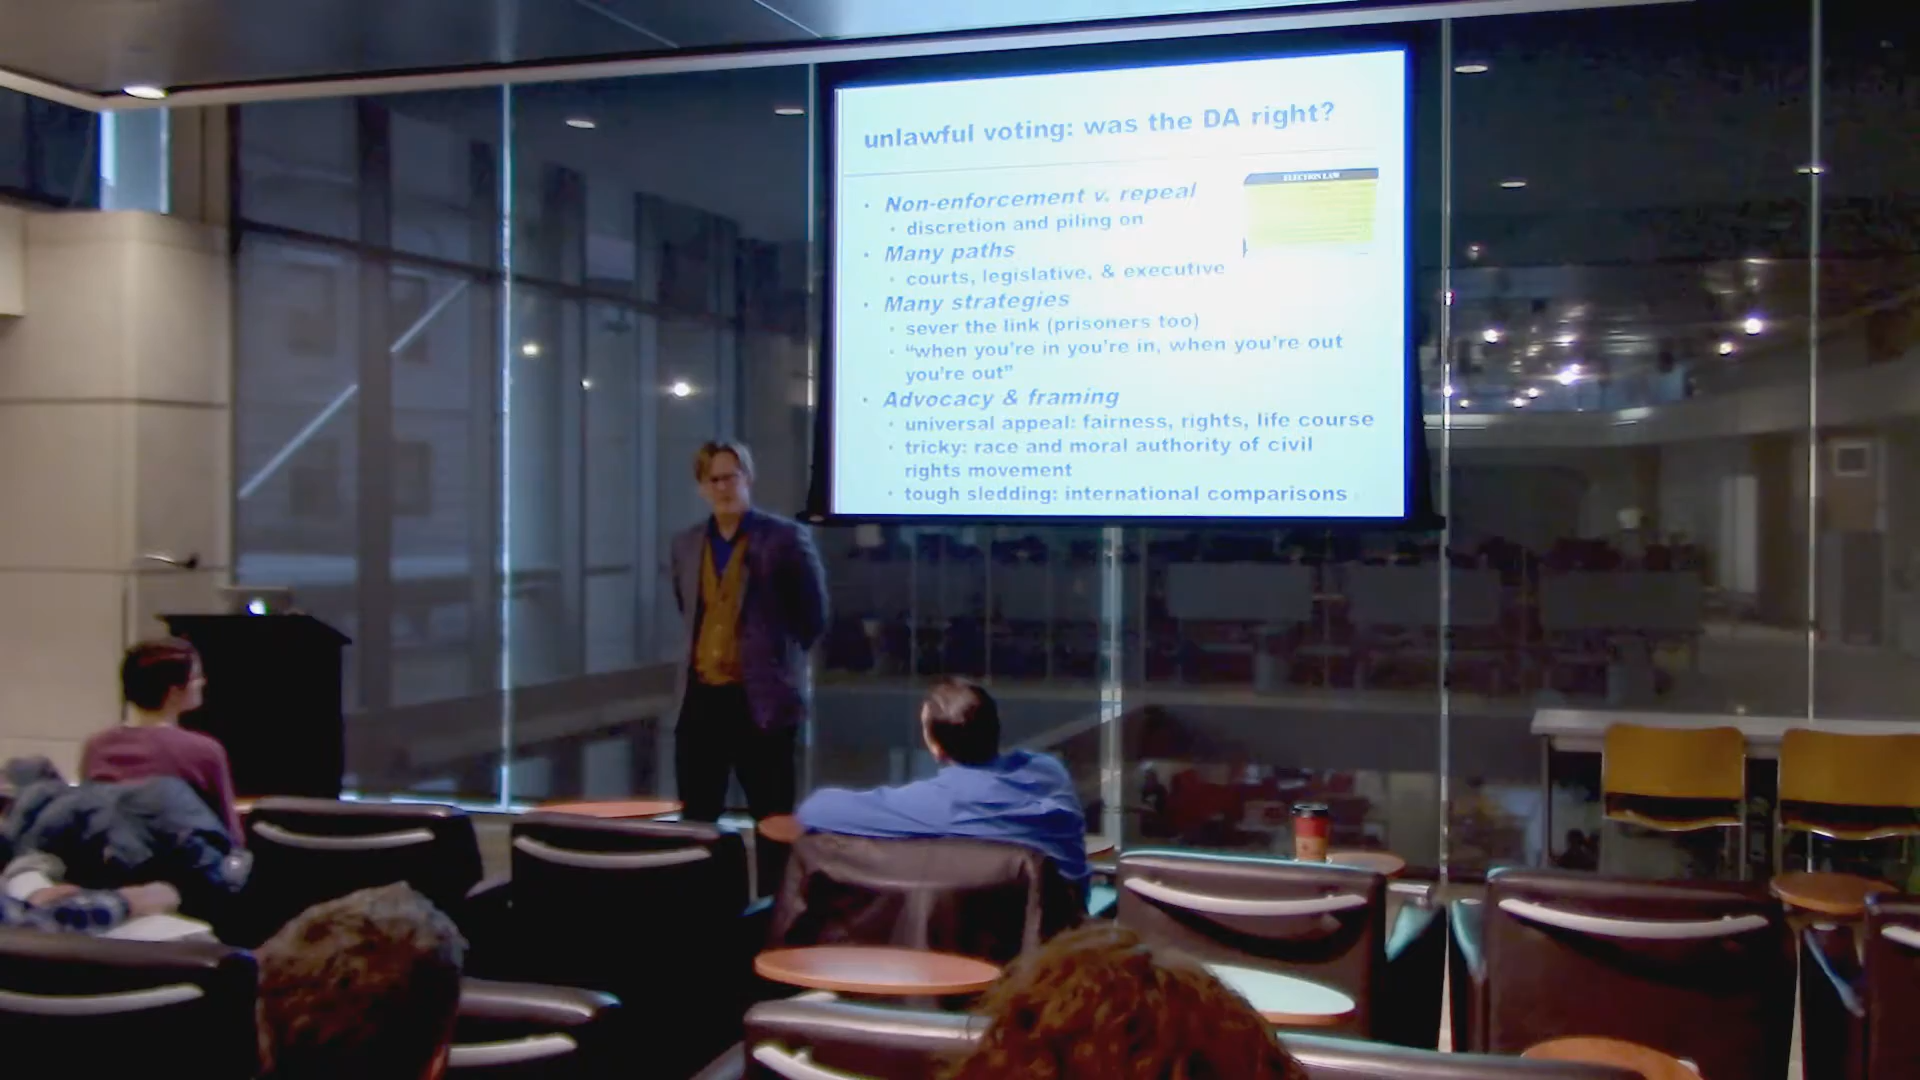 unlawful voting: was the DA right?
ELECTION LAW
• Non-enforcement v. repeal
• discretion and piling on
• Many paths
• courts, legislative, & executive
• Many strategies
• sever the link (prisoners too)
• “when you’re in you’re in, when you’re out
you’re out”
• Advocacy & framing
• universal appeal: fairness, rights, life course
• tricky: race and moral authority of civil
rights movement
• tough sledding: international comparisons